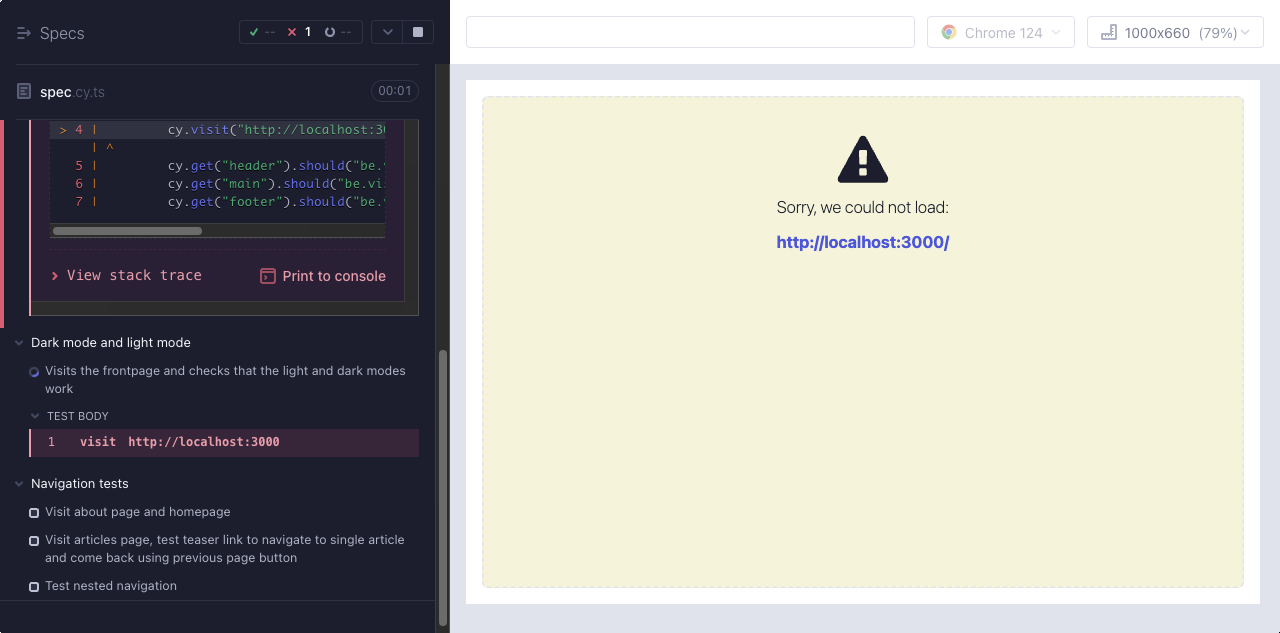 Specs
-- 1 --
spec.cy.ts 00:01
> 4 | cy.visit("http://localhost:30
| ^
5 | cy.get("header").should("be.
6 | cy.get("main").should("be.vi
7 | cy.get("footer").should("be.
View stack trace Print to console
Dark mode and light mode
Visits the frontpage and checks that the light and dark modes
work
TEST BODY
1 visit http://localhost:3000
Navigation tests
Visit about page and homepage
Visit articles page, test teaser link to navigate to single article
and come back using previous page button
Test nested navigation
Chrome 124
1000x660 (79%)
Sorry, we could not load:
http://localhost:3000/